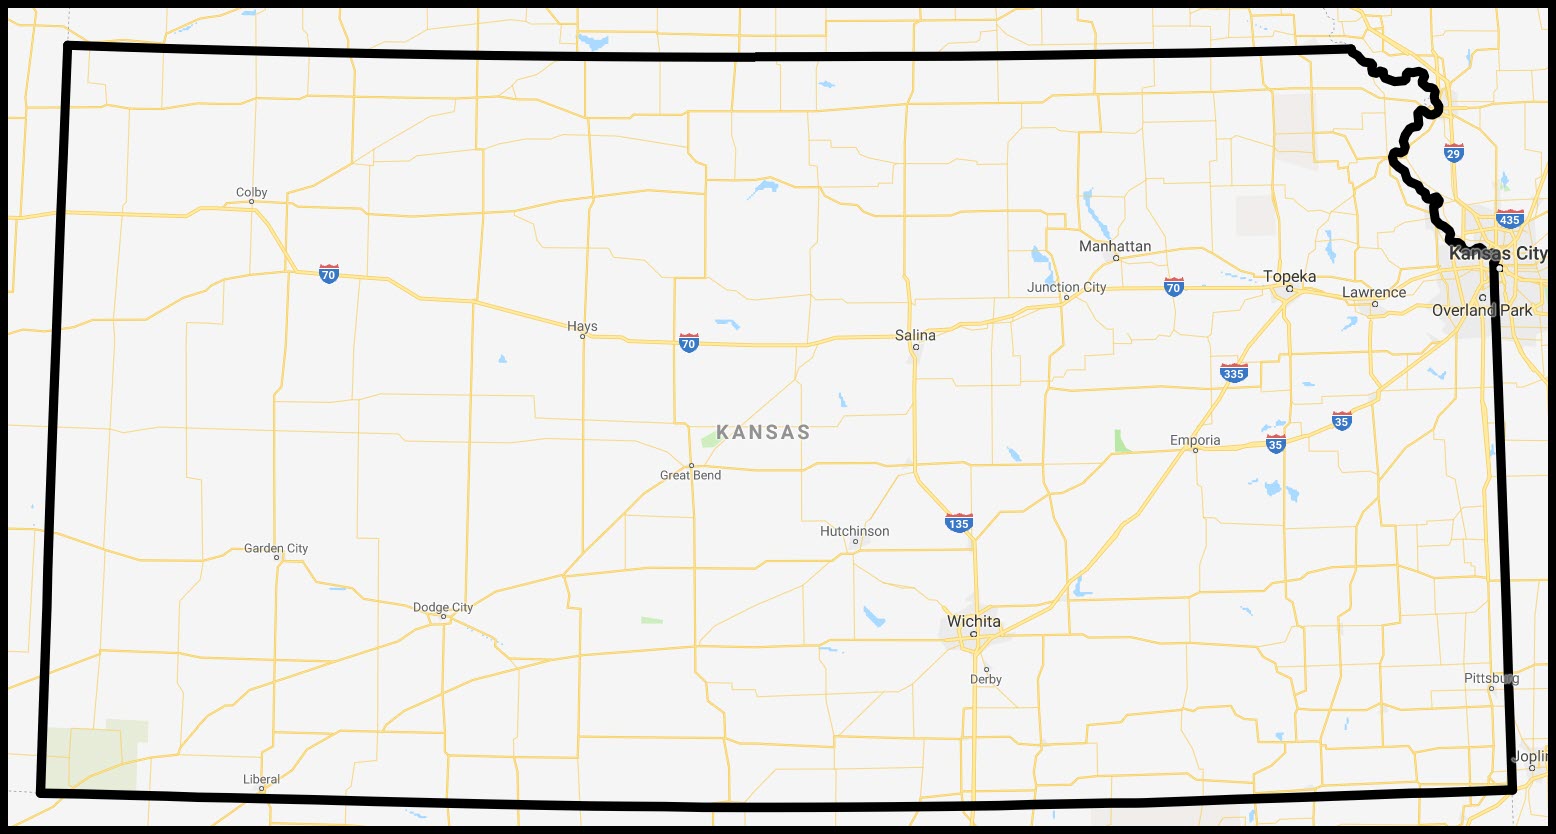 29
Colby
435
Manhattan
Kansas City
70
Topeka
Junction City
70
Lawrence
Overland Park
Hays
70
Salina
335
KANSAS
35
Emporia
35
Great Bend
135
Hutchinson
Garden City
Dodge City
Wichita
Derby
Pittsburg
Joplin
Liberal